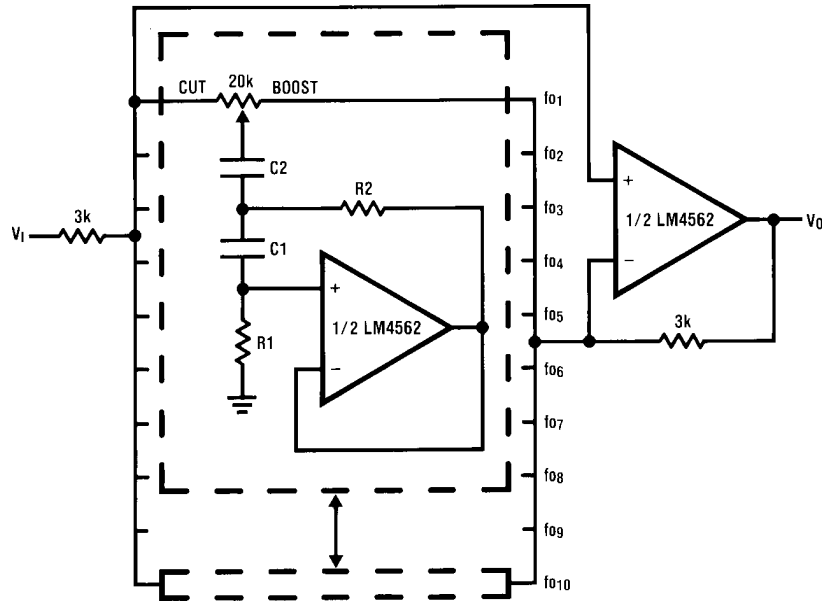 CUT 20k BOOST
fo1
C2
fo2
R2
fo3
3k
VI
C1
fo4
+
1/2 LM4562
−
VO
+
1/2 LM4562
−
fo5
R1
3k
fo6
fo7
fo8
fo9
fo10